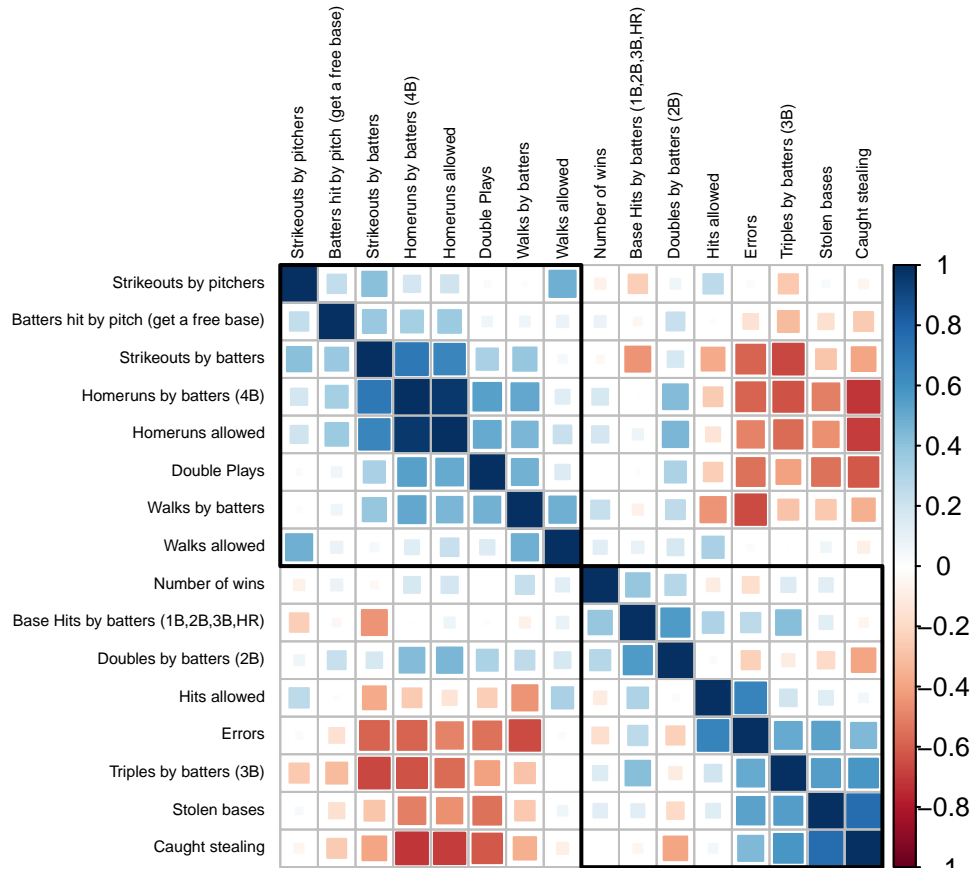 Strikeouts by pitchers
Batters hit by pitch (get a free base)
Strikeouts by batters
Homeruns by batters (4B)
Homeruns allowed
Double Plays
Walks by batters
Walks allowed
Number of wins
Base Hits by batters (1B,2B,3B,HR)
Doubles by batters (2B)
Hits allowed
Errors
Triples by batters (3B)
Stolen bases
Caught stealing
Strikeouts by pitchers
Batters hit by pitch (get a free base)
Strikeouts by batters
Homeruns by batters (4B)
Homeruns allowed
Double Plays
Walks by batters
Walks allowed
Number of wins
Base Hits by batters (1B,2B,3B,HR)
Doubles by batters (2B)
Hits allowed
Errors
Triples by batters (3B)
Stolen bases
Caught stealing
1
0.8
0.6
0.4
0.2
0
−0.2
−0.4
−0.6
−0.8